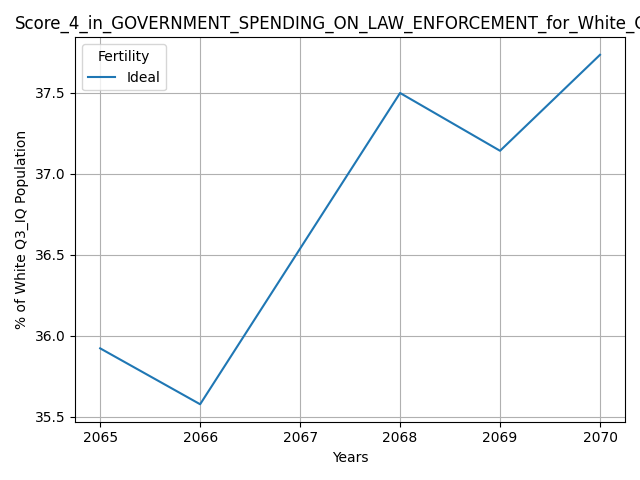 Score_4_in_GOVERNMENT_SPENDING_ON_LAW_ENFORCEMENT_for_White_
Fertility
Ideal
37.5
37.0
36.5
36.0
35.5
% of White Q3_IQ Population
2065 2066 2067 2068 2069 2070
Years